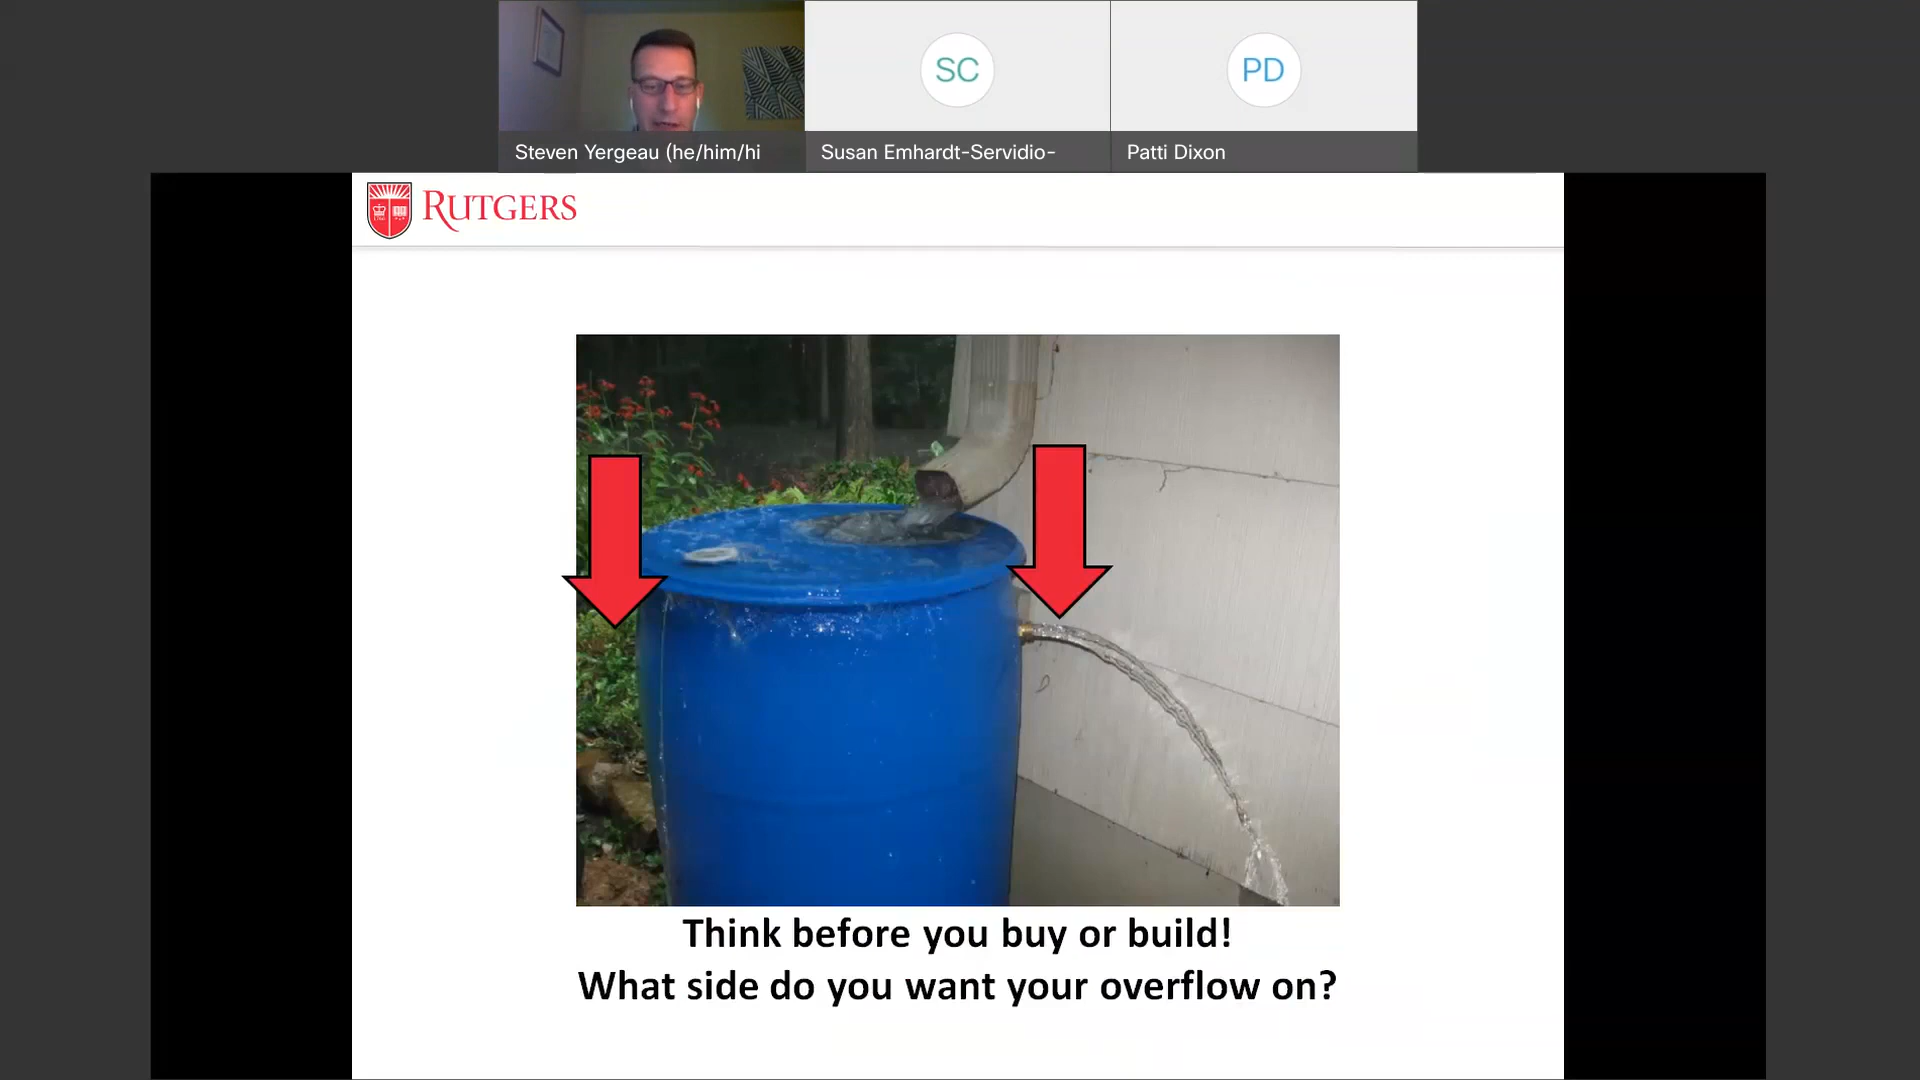 SC
PD
Steven Yergeau (he/him/hi
Susan Emhardt-Servidio-
Patti Dixon
RUTGERS
Think before you buy or build!
What side do you want your overflow on?